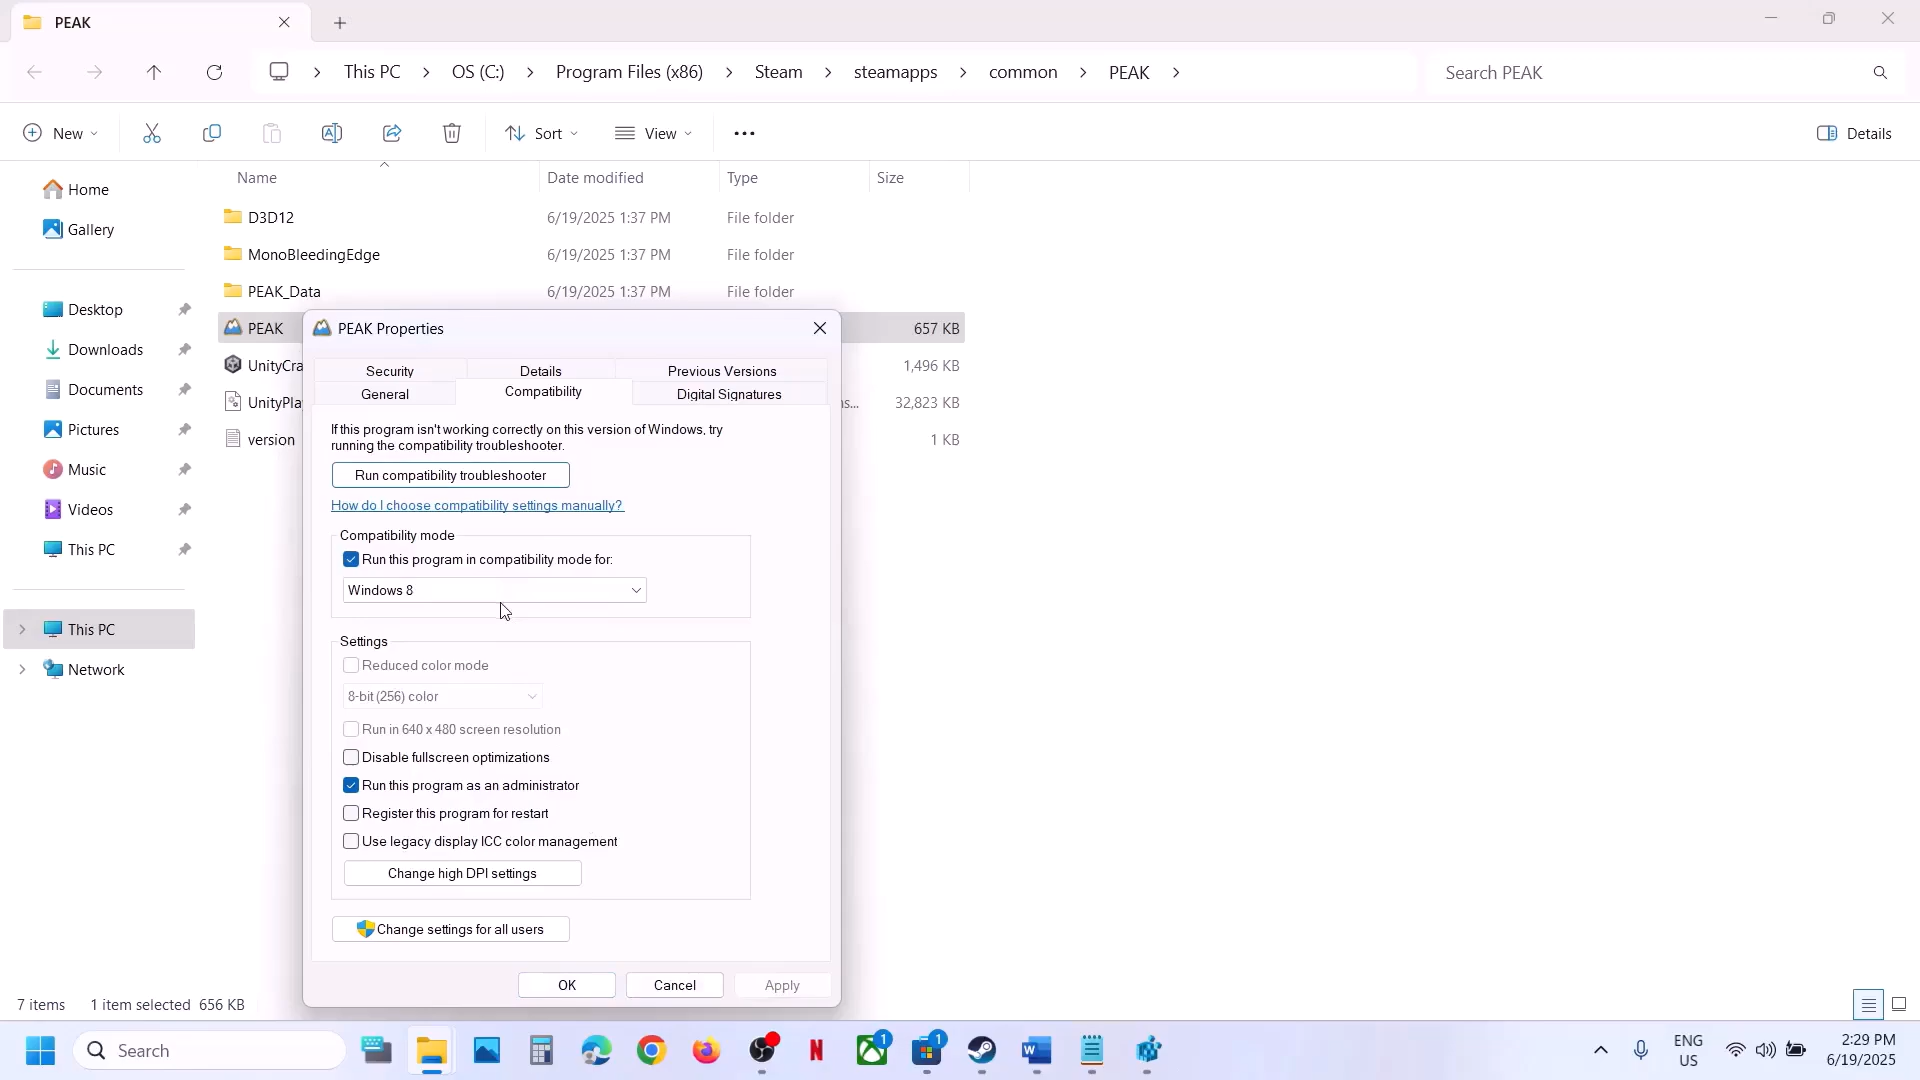 PEAK
This PC
OS (C:)
Program Files (x86)
Steam
steamapps
common
PEAK
Search PEAK
New
Sort
View
Details
Name
Date modified
Type
Size
Home
Gallery
Desktop
Downloads
Documents
Pictures
Music
Videos
This PC
This PC
Network
D3D12 6/19/2025 1:37 PM File folder
MonoBleedingEdge 6/19/2025 1:37 PM File folder
PEAK_Data 6/19/2025 1:37 PM File folder
PEAK 657 KB
UnityCra 1,496 KB
UnityPla ns... 32,823 KB
version 1 KB
PEAK Properties
Security Details Previous Versions
General Compatibility Digital Signatures
If this program isn't working correctly on this version of Windows, try
running the compatibility troubleshooter.
Run compatibility troubleshooter
How do I choose compatibility settings manually?
Compatibility mode
Run this program in compatibility mode for:
Windows 8
Settings
Reduced color mode
8-bit (256) color
Run in 640 x 480 screen resolution
Disable fullscreen optimizations
Run this program as an administrator
Register this program for restart
Use legacy display ICC color management
Change high DPI settings
Change settings for all users
OK Cancel Apply
7 items 1 item selected 656 KB
Search
N
1
1
W
ENG
US
2:29 PM
6/19/2025